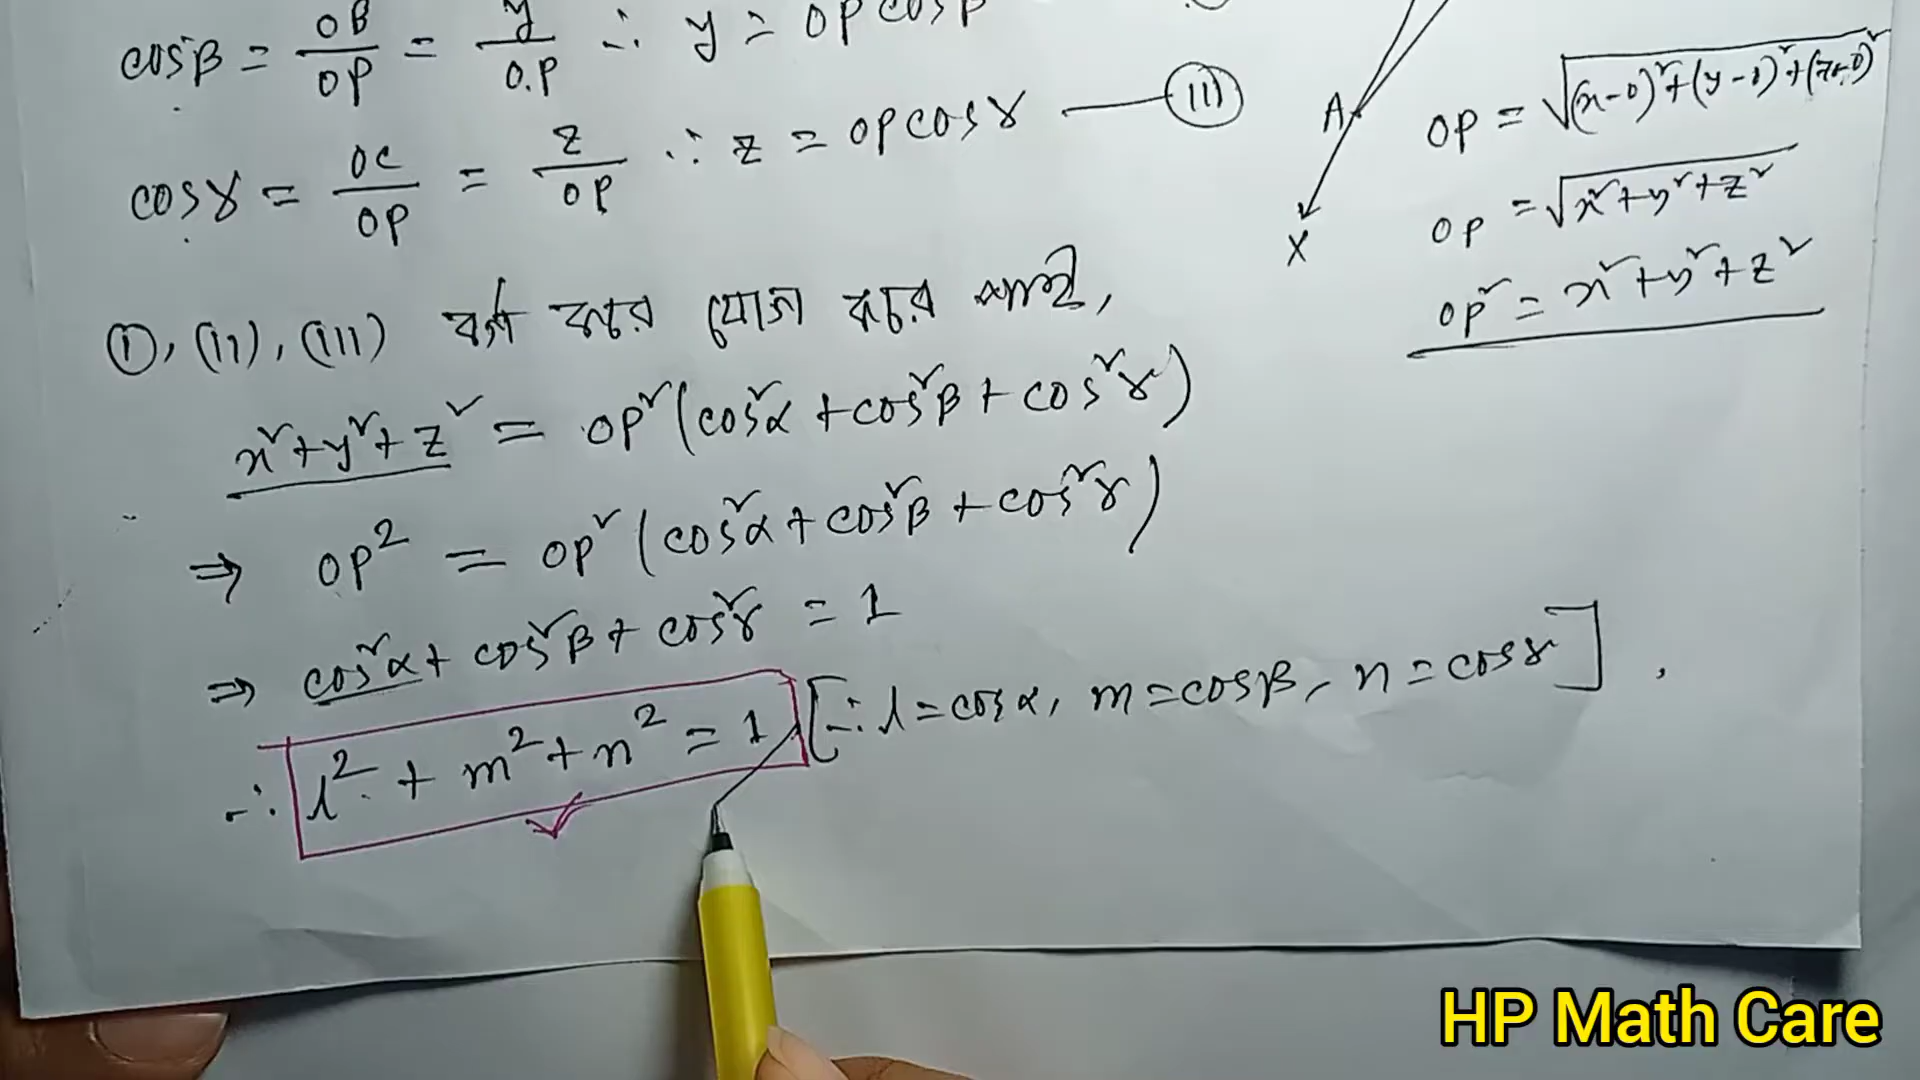 cosβ = OB/OP = y/O.P ∴ y = OP cosβ
cosγ = OC/OP = z/OP ∴ z = OP cosγ — (III)
(I), (II), (III) বর্গ করে যোগ করে পাই,
x² + y² + z² = OP² (cos²α + cos²β + cos²γ)
⇒ OP² = OP² (cos²α + cos²β + cos²γ)
⇒ cos²α + cos²β + cos²γ = 1
∴ l² + m² + n² = 1 [∴ l = cosα, m = cosβ, n = cosγ]
A
X
OP = √(x-0)² + (y-0)² + (z-0)²
OP = √x² + y² + z²
OP² = x² + y² + z²
HP Math Care